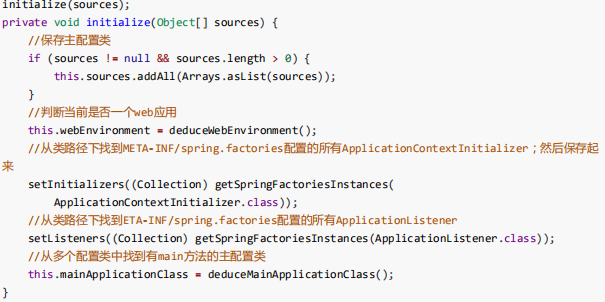 initialize(sources);
private void initialize(Object[] sources) {
//保存主配置类
if (sources != null && sources.length > 0) {
this.sources.addAll(Arrays.asList(sources));
}
//判断当前是否一个web应用
this.webEnvironment = deduceWebEnvironment();
//从类路径下找到META‐INF/spring.factories配置的所有ApplicationContextInitializer；然后保存起
来
setInitializers((Collection) getSpringFactoriesInstances(
ApplicationContextInitializer.class));
//从类路径下找到ETA‐INF/spring.factories配置的所有ApplicationListener
setListeners((Collection) getSpringFactoriesInstances(ApplicationListener.class));
//从多个配置类中找到有main方法的主配置类
this.mainApplicationClass = deduceMainApplicationClass();
}